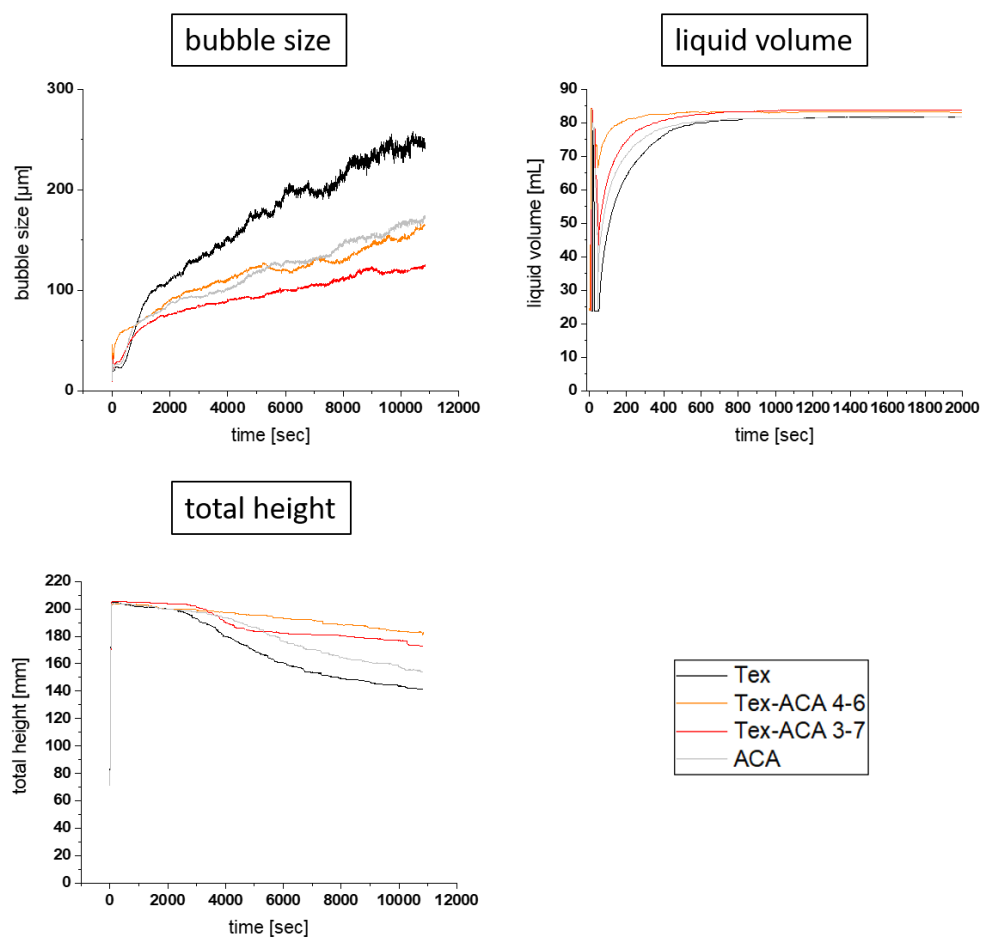 bubble size
300
200
100
0
bubble size [µm]
0 2000 4000 6000 8000 10000 12000
time [sec]
liquid volume
90
80
70
60
50
40
30
20
10
0
liquid volume [mL]
0 200 400 600 800 1000 1200 1400 1600 1800 2000
time [sec]
total height
220
200
180
160
140
120
100
80
60
40
20
0
total height [mm]
0 2000 4000 6000 8000 10000 12000
time [sec]
Tex
Tex-ACA 4-6
Tex-ACA 3-7
ACA